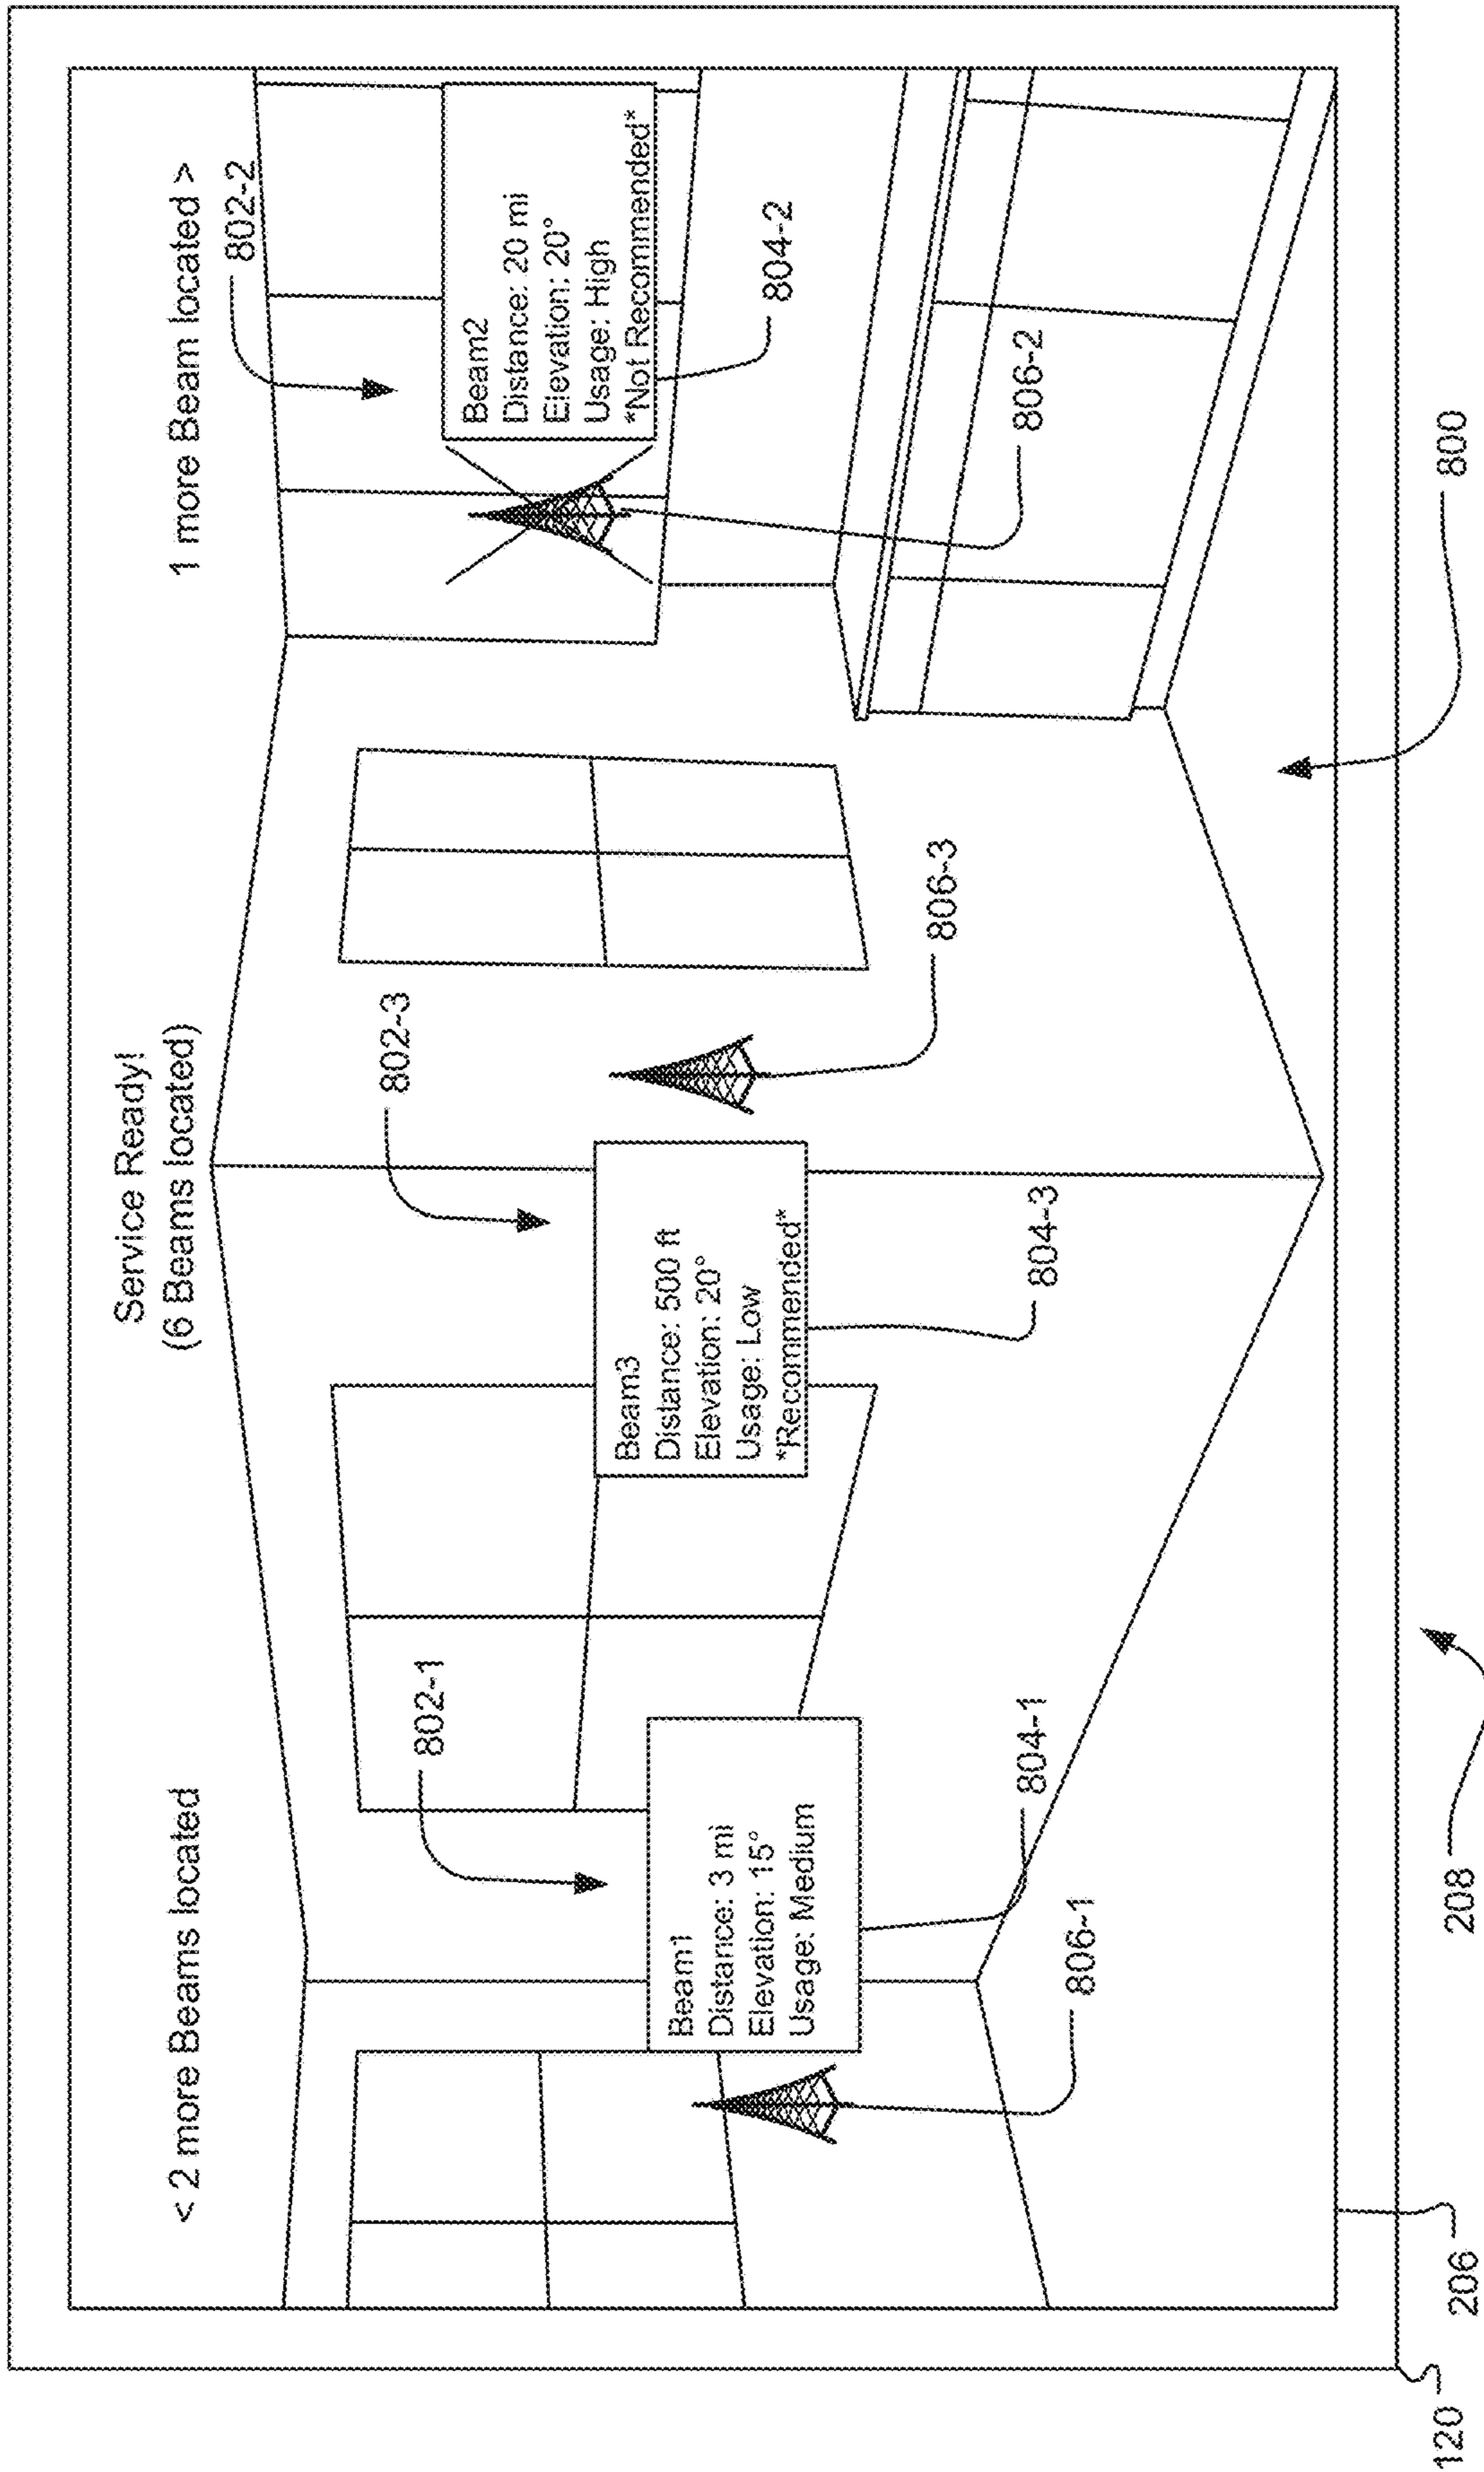 Service Ready!
(6 Beams located)
< 2 more Beams located
1 more Beam located >
802-1
802-3
802-2
Beam1
Distance: 3 mi
Elevation: 15°
Usage: Medium
Beam3
Distance: 500 ft
Elevation: 20°
Usage: Low
*Recommended*
Beam2
Distance: 20 mi
Elevation: 20°
Usage: High
*Not Recommended*
804-2
806-3
806-2
804-1
804-3
806-1
800
208
206
120